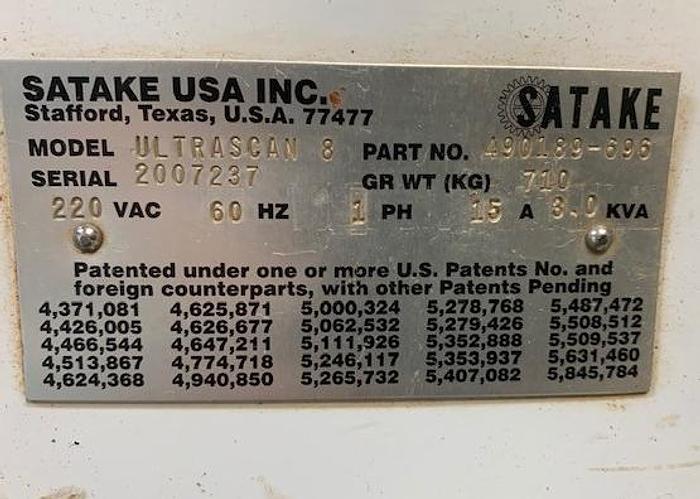 SATAKE USA INC.
Stafford, Texas, U.S.A. 77477
SATAKE
MODEL ULTRASCAN 8 PART NO. 490189-696
SERIAL 2007237 GR WT (KG) 710
220 VAC 60 HZ 1 PH 15 A 3.0 KVA
Patented under one or more U.S. Patents No. and
foreign counterparts, with other Patents Pending
4,371,081 4,625,871 5,000,324 5,278,768 5,487,472
4,426,005 4,626,677 5,062,532 5,279,426 5,508,512
4,466,544 4,647,211 5,111,926 5,352,888 5,509,537
4,513,867 4,774,718 5,246,117 5,353,937 5,631,460
4,624,368 4,940,850 5,265,732 5,407,082 5,845,784